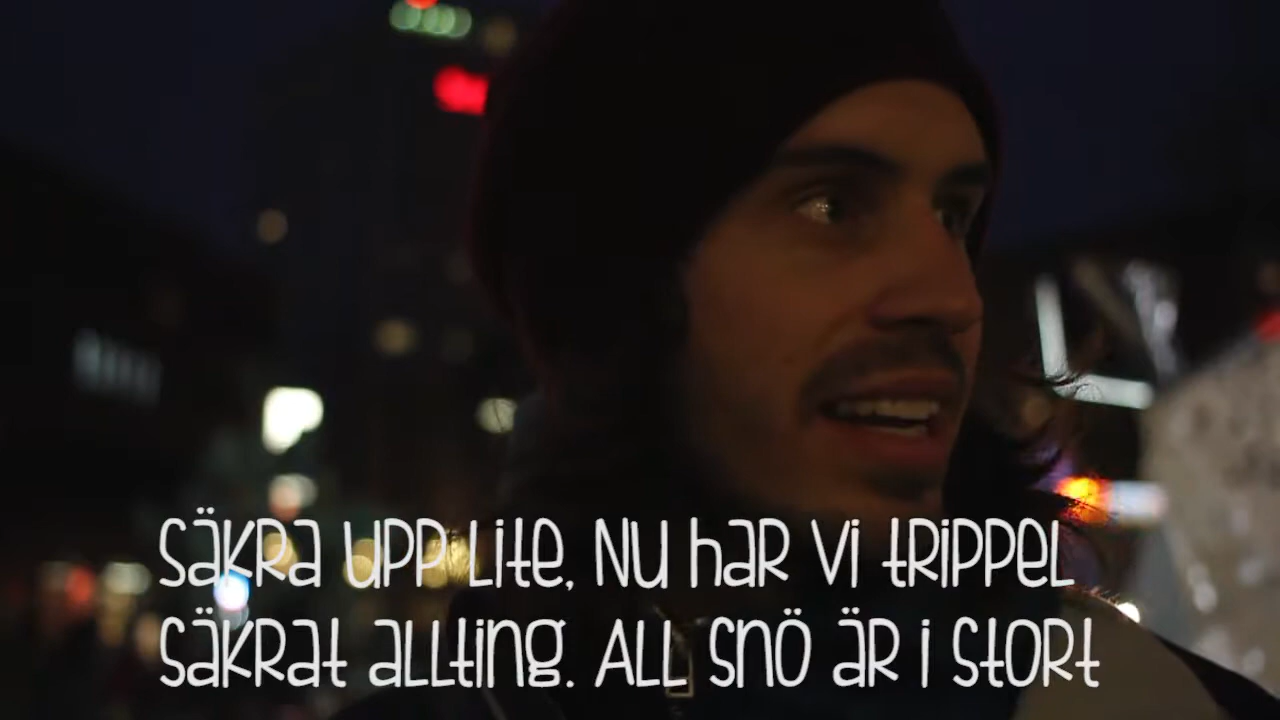 Säkra upp lite, Nu har vi trippel
säkrat allting. All snö är i stort